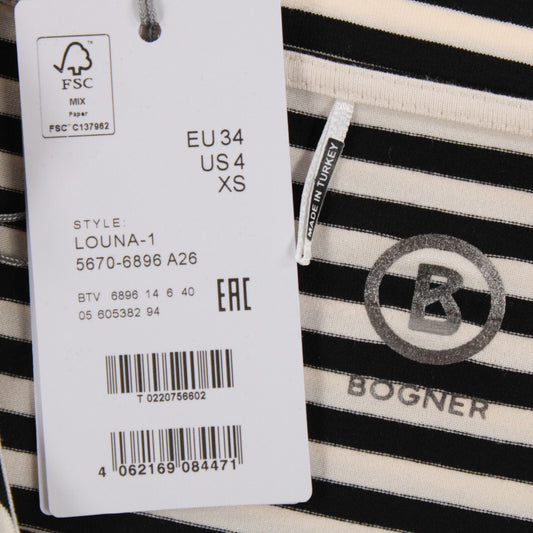 FSC
MIX
Paper
FSC™ C137962
EU 34
US 4
XS
STYLE:
LOUNA-1
5670-6896 A26
BTV 6896 14 6 40
05 605382 94
EAC
T 0220756602
4 062169 084471
MADE IN TURKEY
B
BOGNER